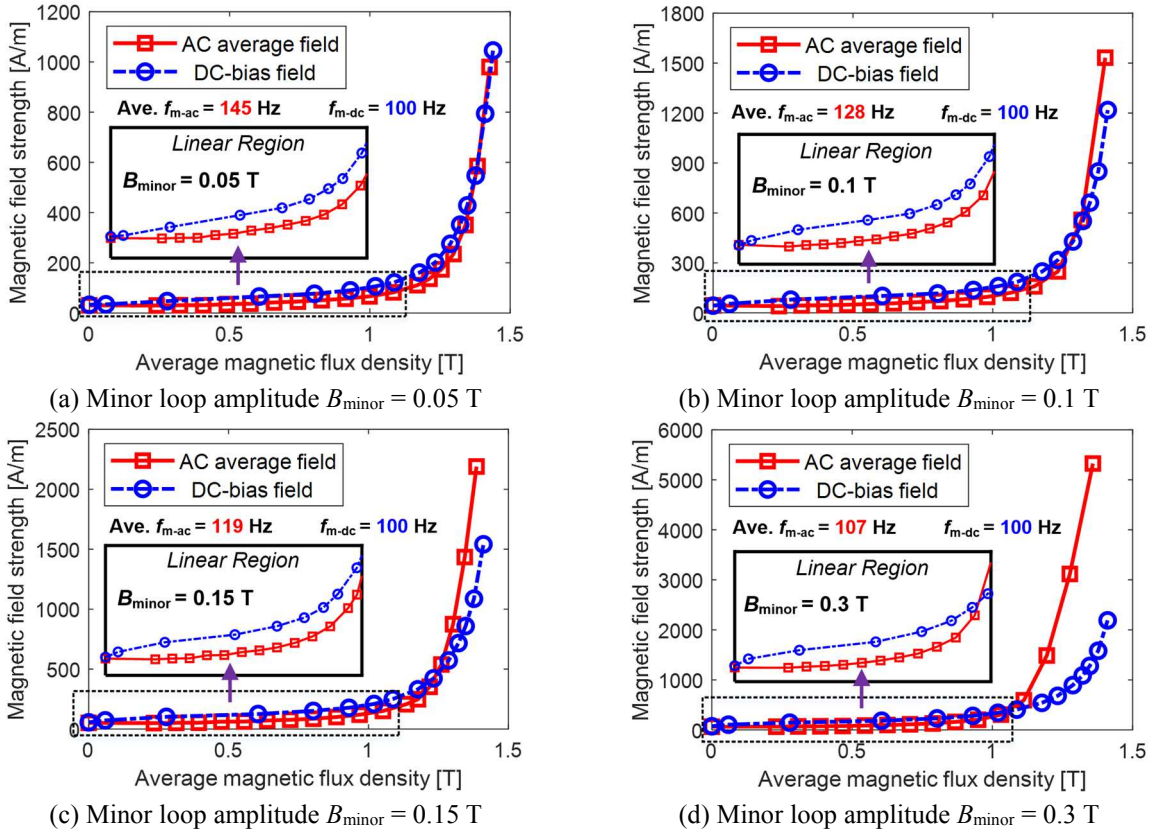 1200
1000
800
600
400
200
0
Magnetic field strength [A/m]
AC average field
DC-bias field
Ave. fm-ac = 145 Hz fm-dc = 100 Hz
Linear Region
Bminor = 0.05 T
0 0.5 1 1.5
Average magnetic flux density [T]
(a) Minor loop amplitude Bminor = 0.05 T
1800
1500
1200
900
600
300
0
Magnetic field strength [A/m]
AC average field
DC-bias field
Ave. fm-ac = 128 Hz fm-dc = 100 Hz
Linear Region
Bminor = 0.1 T
0 0.5 1 1.5
Average magnetic flux density [T]
(b) Minor loop amplitude Bminor = 0.1 T
2500
2000
1500
1000
500
0
Magnetic field strength [A/m]
AC average field
DC-bias field
Ave. fm-ac = 119 Hz fm-dc = 100 Hz
Linear Region
Bminor = 0.15 T
0 0.5 1 1.5
Average magnetic flux density [T]
(c) Minor loop amplitude Bminor = 0.15 T
6000
5000
4000
3000
2000
1000
0
Magnetic field strength [A/m]
AC average field
DC-bias field
Ave. fm-ac = 107 Hz fm-dc = 100 Hz
Linear Region
Bminor = 0.3 T
0 0.5 1 1.5
Average magnetic flux density [T]
(d) Minor loop amplitude Bminor = 0.3 T